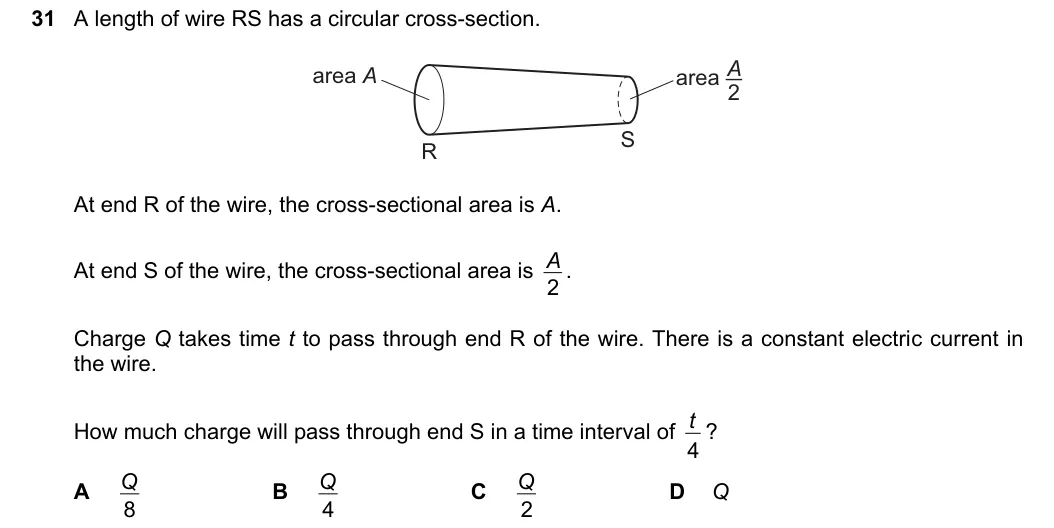 31 A length of wire RS has a circular cross-section.
area A
area A/2
R
S
At end R of the wire, the cross-sectional area is A.
At end S of the wire, the cross-sectional area is A/2.
Charge Q takes time t to pass through end R of the wire. There is a constant electric current in
the wire.
How much charge will pass through end S in a time interval of t/4?
A Q/8 B Q/4 C Q/2 D Q